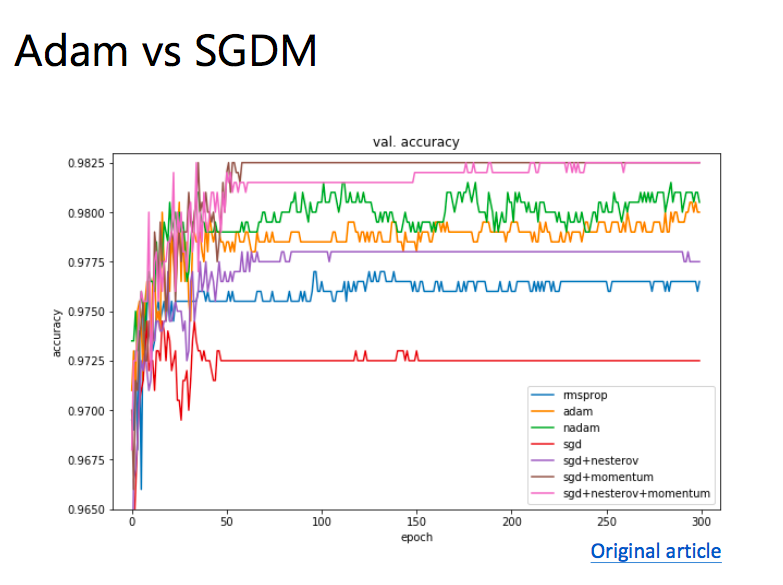 Adam vs SGDM
val. accuracy
0.9825
0.9800
0.9775
0.9750
0.9725
0.9700
0.9675
0.9650
accuracy
0
50
100
150
200
250
300
epoch
rmsprop
adam
nadam
sgd
sgd+nesterov
sgd+momentum
sgd+nesterov+momentum
Original article